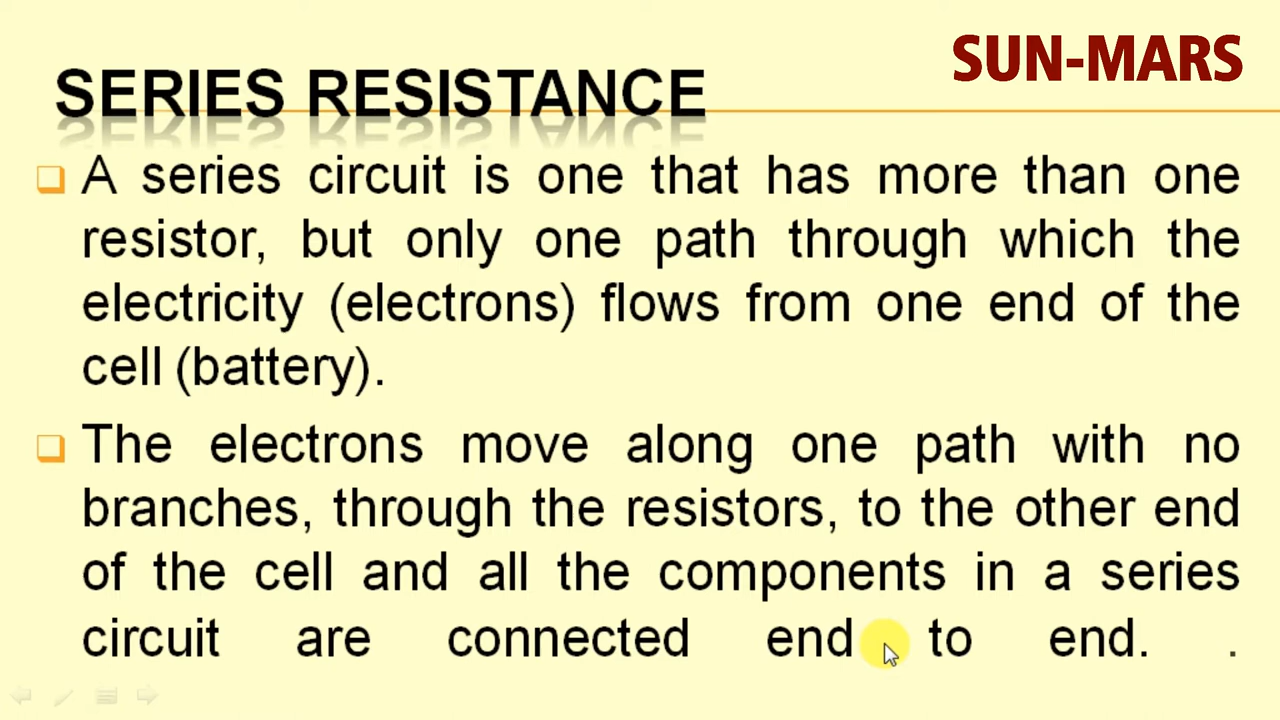 SUN-MARS
SERIES RESISTANCE
A series circuit is one that has more than one
resistor, but only one path through which the
electricity (electrons) flows from one end of the
cell (battery).
The electrons move along one path with no
branches, through the resistors, to the other end
of the cell and all the components in a series
circuit are connected end to end. .